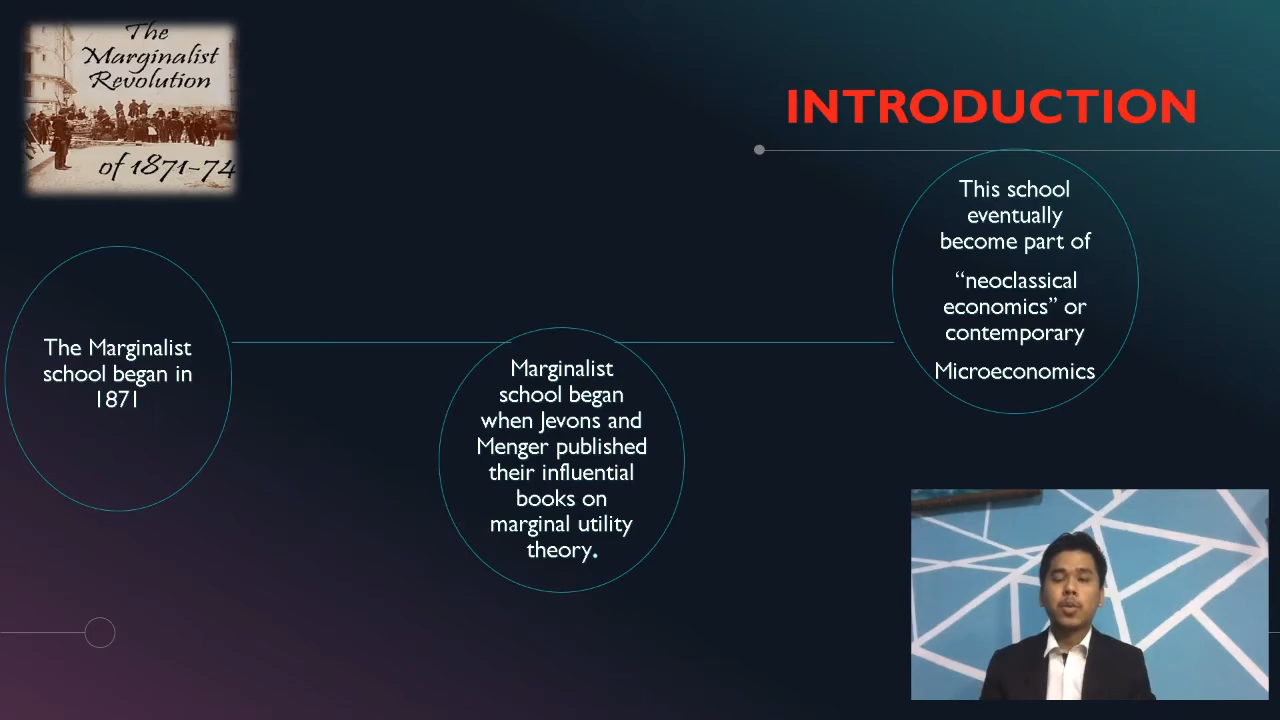 The
Marginalist
Revolution
of 1871-74
INTRODUCTION
The Marginalist
school began in
1871
Marginalist
school began
when Jevons and
Menger published
their influential
books on
marginal utility
theory.
This school
eventually
become part of
“neoclassical
economics” or
contemporary
Microeconomics